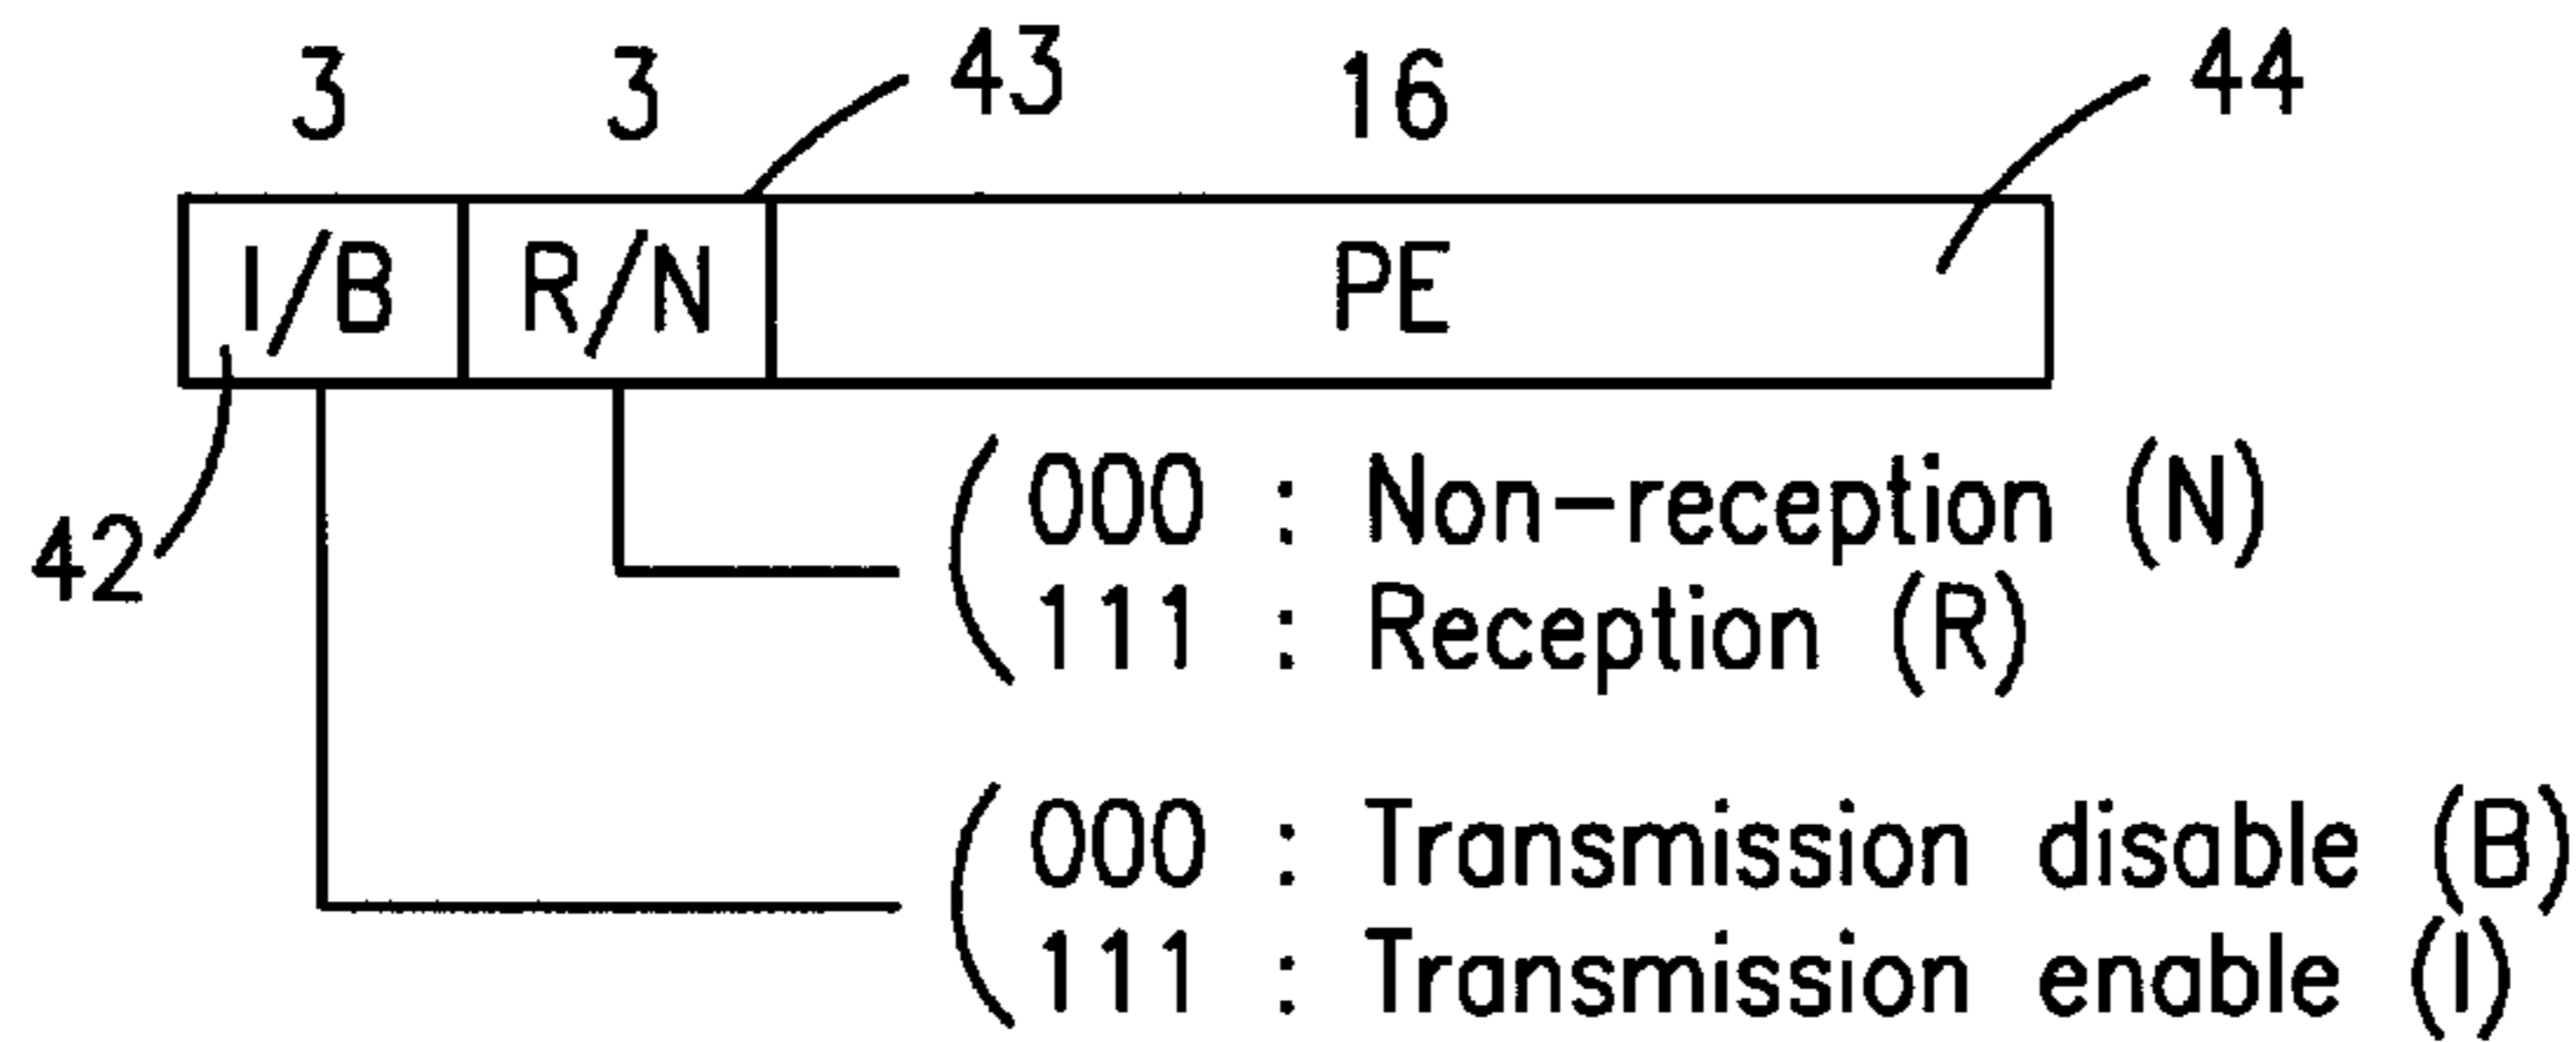 3 3 43 16 44
I/B R/N PE
42
000 : Non-reception (N)
111 : Reception (R)
000 : Transmission disable (B)
111 : Transmission enable (I)